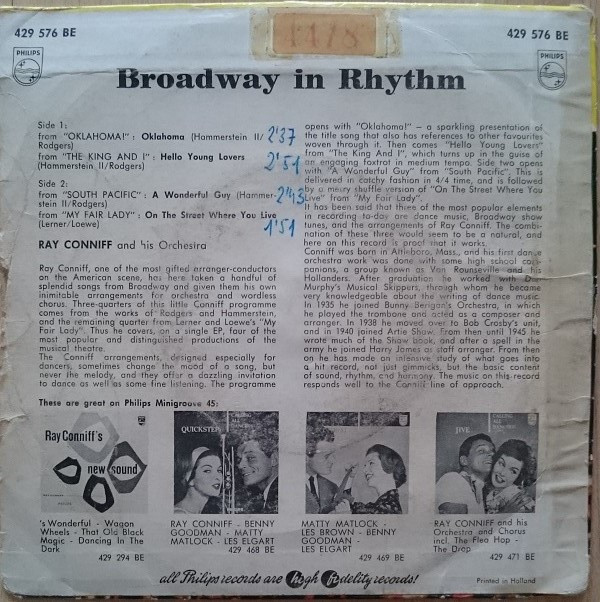 429 576 BE
429 576 BE
PHILIPS
PHILIPS
Broadway in Rhythm
Side 1:
from "OKLAHOMA!" : Oklahoma (Hammerstein II/
Rodgers)
2'37
from "THE KING AND I" : Hello Young Lovers
(Hammerstein II/Rodgers)
2'51
Side 2:
from "SOUTH PACIFIC" : A Wonderful Guy (Hammer-
stein II/Rodgers)
2'43
from "MY FAIR LADY" : On The Street Where You Live
(Lerner/Loewe)
1'51
RAY CONNIFF and his Orchestra
Ray Conniff, one of the most gifted arranger-conductors
on the American scene, has here taken a handful of
splendid songs from Broadway and given them his own
inimitable arrangements for orchestra and wordless
chorus. Three-quarters of this little Conniff programme
comes from the works of Rodgers and Hammerstein,
and the remaining quarter from Lerner and Loewe's "My
Fair Lady". Thus he covers, on a single EP, four of the
most popular and distinguished productions of the
musical theatre.
The Conniff arrangements, designed especially for
dancers, sometimes change the mood of a song, but
never the melody, and they offer a dazzling invitation
to dance as well as some fine listening. The programme
opens with "Oklahoma!" – a sparkling presentation of
the title song that also has references to other favourites
woven through it. Then comes "Hello Young Lovers"
from "The King And I", which turns up in the guise of
an engaging foxtrot in medium tempo. Side two opens
with "A Wonderful Guy" from "South Pacific". This is
delivered in catchy fashion in 4/4 time, and is followed
by a merry shuffle version of "On The Street Where You
Live" from "My Fair Lady".
It has been said that three of the most popular elements
in recording to-day are dance music, Broadway show
tunes, and the arrangements of Ray Conniff. The combi-
nation of these three would seem to be a natural, and
here on this record is proof that it works.
Conniff was born in Attleboro, Mass., and his first dance
orchestra work was done with some high school com-
panions, a group known as Van Rounseville and his
Hollanders. After graduation he worked with Dan
Murphy's Musical Skippers, through whom he became
very knowledgeable about the writing of dance music.
In 1935 he joined Bunny Berigan's Orchestra, in which
he played the trombone and acted as a composer and
arranger. In 1938 he moved over to Bob Crosby's unit,
and in 1940 joined Artie Shaw. From then until 1945 he
wrote much of the Shaw book, and after a spell in the
army he joined Harry James as staff arranger. From then
on he has made an intensive study of what goes into
a hit record, not just gimmicks, but the basic content
of sound, rhythm, and harmony. The music on this record
responds well to the Conniff line of approach.
These are great on Philips Minigroove 45:
Ray Conniff's
new sound
'S Wonderful - Wagon
Wheels - That Old Black
Magic - Dancing In The
Dark
429 294 BE
QUICKSTEP
CALLING
ALL
DANCERS
RAY CONNIFF - BENNY
GOODMAN - MATTY
MATLOCK - LES ELGART
429 468 BE
CALLING
ALL
DANCERS
MATTY MATLOCK -
LES BROWN - BENNY
GOODMAN -
LES ELGART
429 469 BE
JIVE
CALLING
ALL
DANCERS
RAY CONNIFF and his
Orchestra and Chorus
incl. The Flea Hop -
The Drop
429 471 BE
all Philips records are high fidelity records!
Printed in Holland